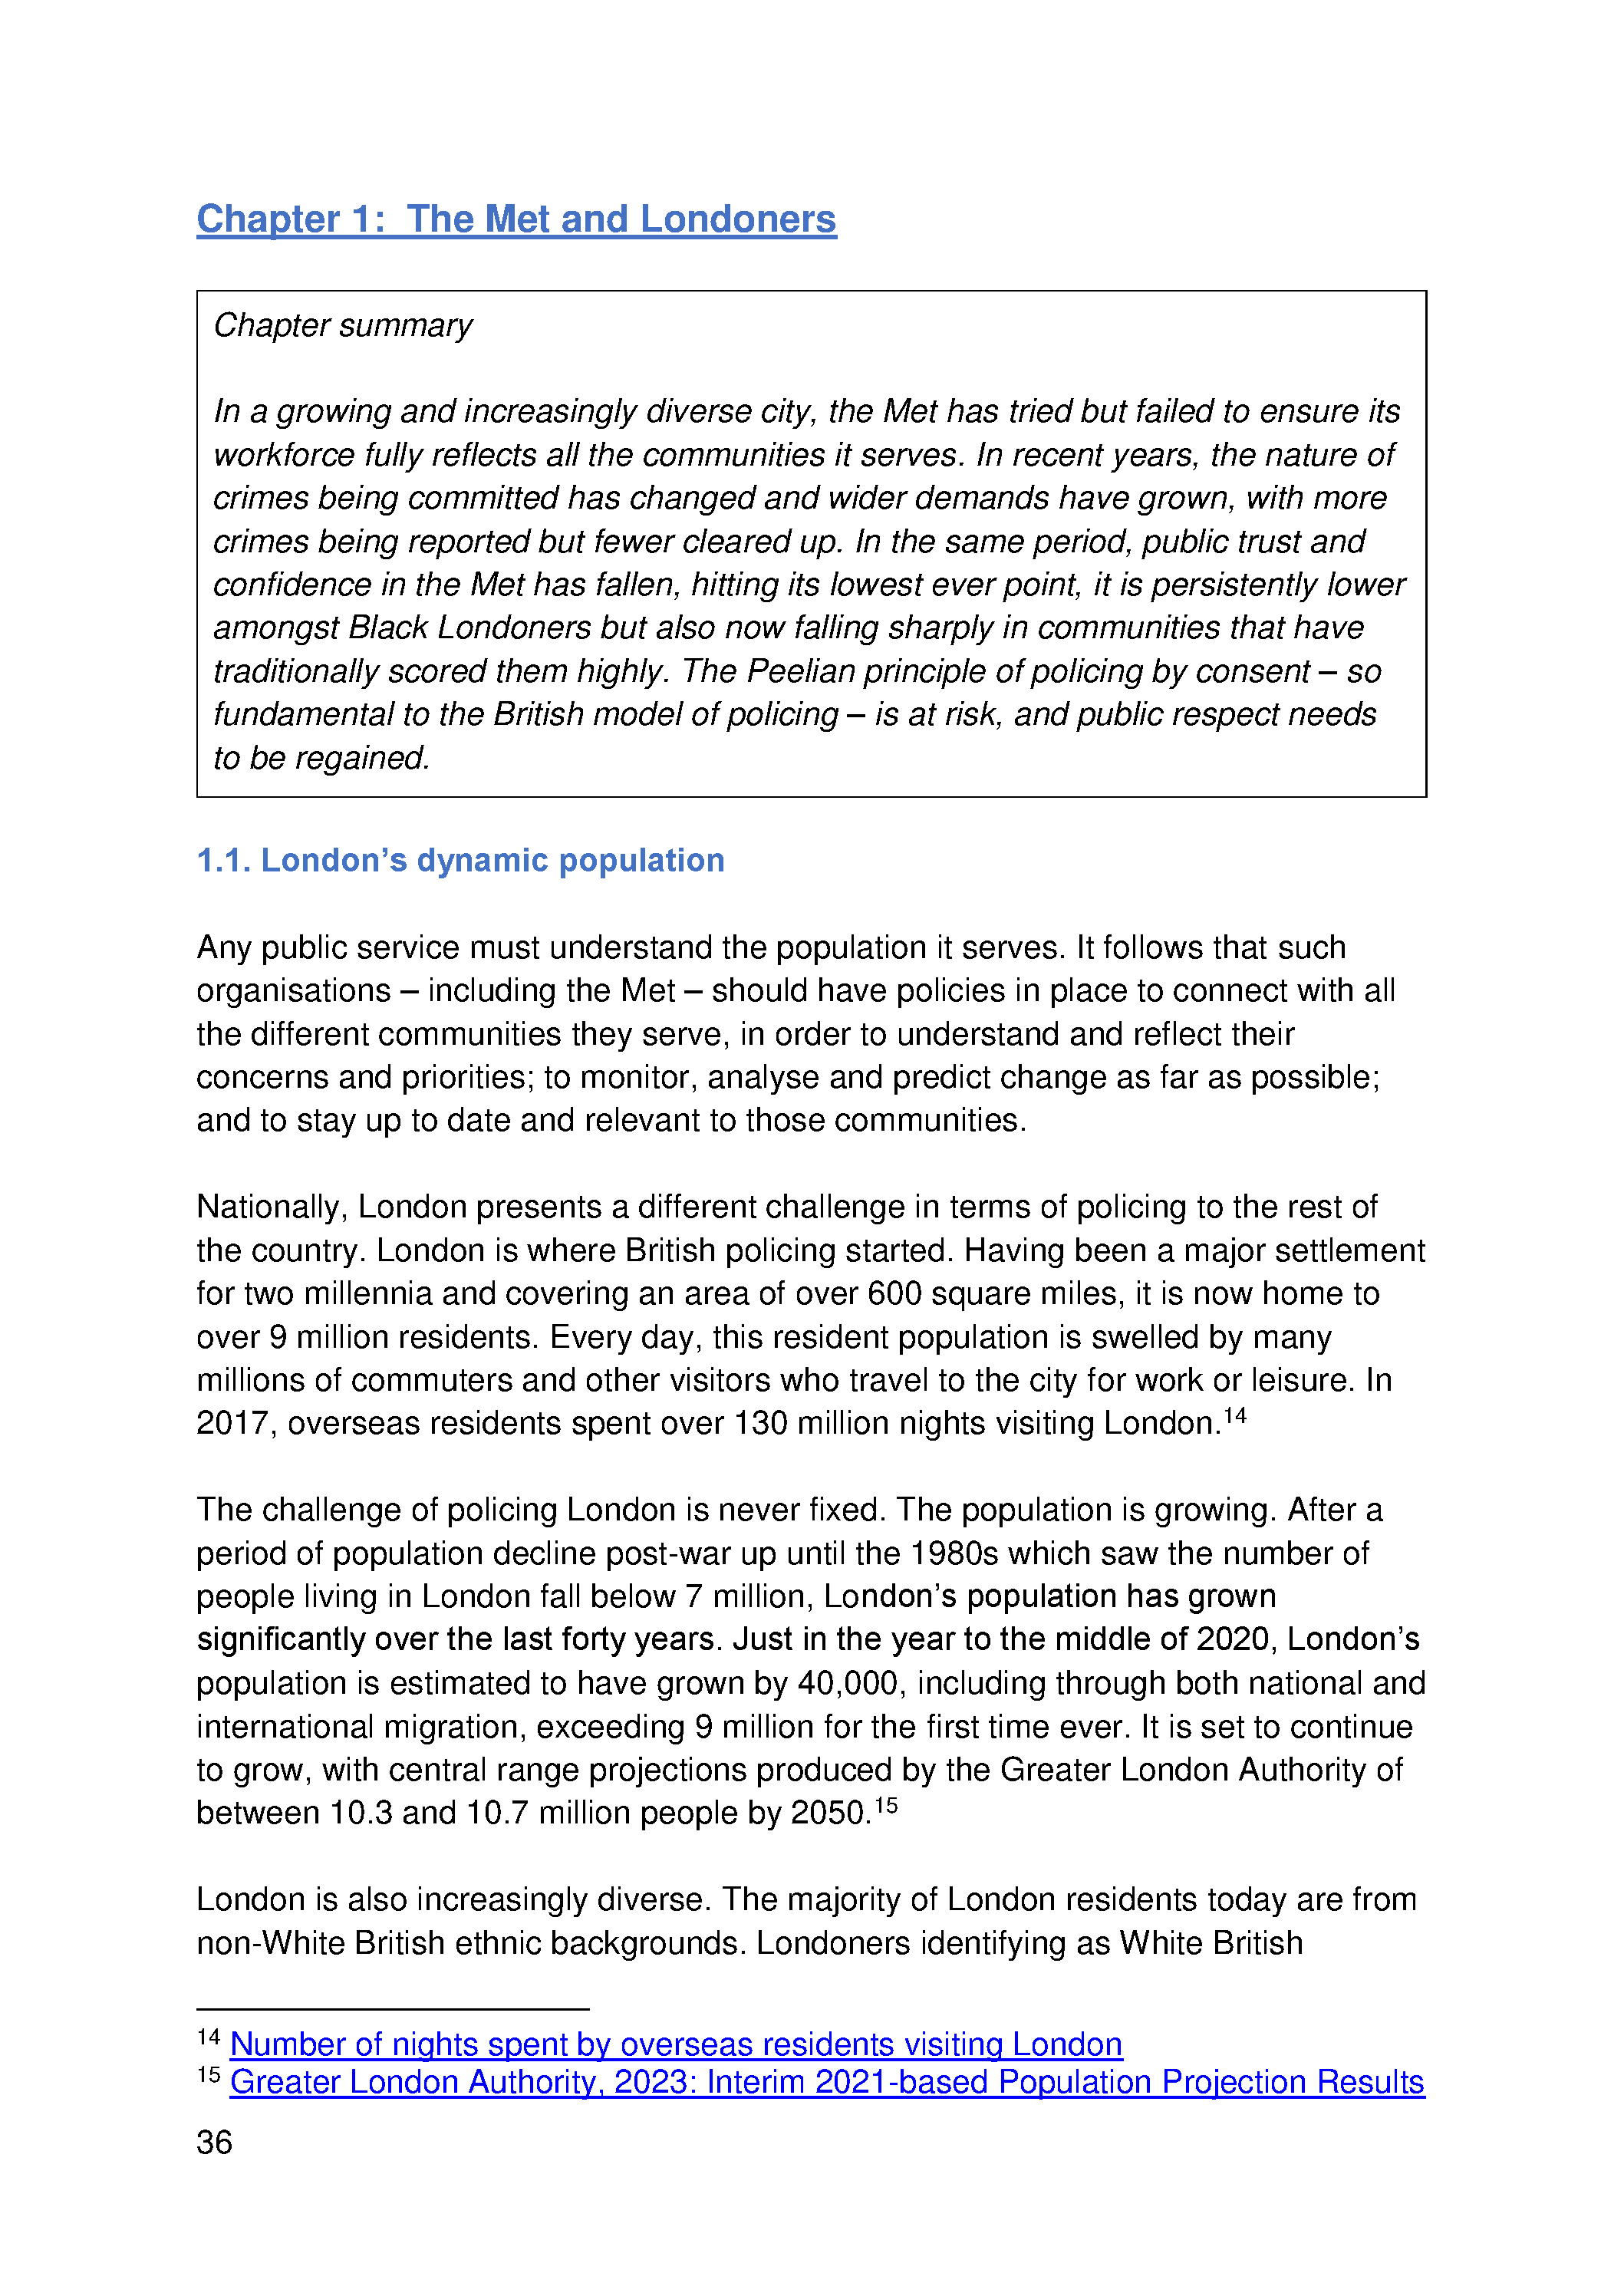 Chapter 1:  The Met and Londoners
Chapter summary
In a growing and increasingly diverse city, the Met has tried but failed to ensure its
workforce fully reflects all the communities it serves. In recent years, the nature of
crimes being committed has changed and wider demands have grown, with more
crimes being reported but fewer cleared up. In the same period, public trust and
confidence in the Met has fallen, hitting its lowest ever point, it is persistently lower
amongst Black Londoners but also now falling sharply in communities that have
traditionally scored them highly. The Peelian principle of policing by consent – so
fundamental to the British model of policing – is at risk, and public respect needs
to be regained.
1.1. London’s dynamic population
Any public service must understand the population it serves. It follows that such
organisations – including the Met – should have policies in place to connect with all
the different communities they serve, in order to understand and reflect their
concerns and priorities; to monitor, analyse and predict change as far as possible;
and to stay up to date and relevant to those communities.
Nationally, London presents a different challenge in terms of policing to the rest of
the country. London is where British policing started. Having been a major settlement
for two millennia and covering an area of over 600 square miles, it is now home to
over 9 million residents. Every day, this resident population is swelled by many
millions of commuters and other visitors who travel to the city for work or leisure. In
2017, overseas residents spent over 130 million nights visiting London.14
The challenge of policing London is never fixed. The population is growing. After a
period of population decline post-war up until the 1980s which saw the number of
people living in London fall below 7 million, London’s population has grown
significantly over the last forty years. Just in the year to the middle of 2020, London’s
population is estimated to have grown by 40,000, including through both national and
international migration, exceeding 9 million for the first time ever. It is set to continue
to grow, with central range projections produced by the Greater London Authority of
between 10.3 and 10.7 million people by 2050.15
London is also increasingly diverse. The majority of London residents today are from
non-White British ethnic backgrounds. Londoners identifying as White British
14 Number of nights spent by overseas residents visiting London
15 Greater London Authority, 2023: Interim 2021-based Population Projection Results
36